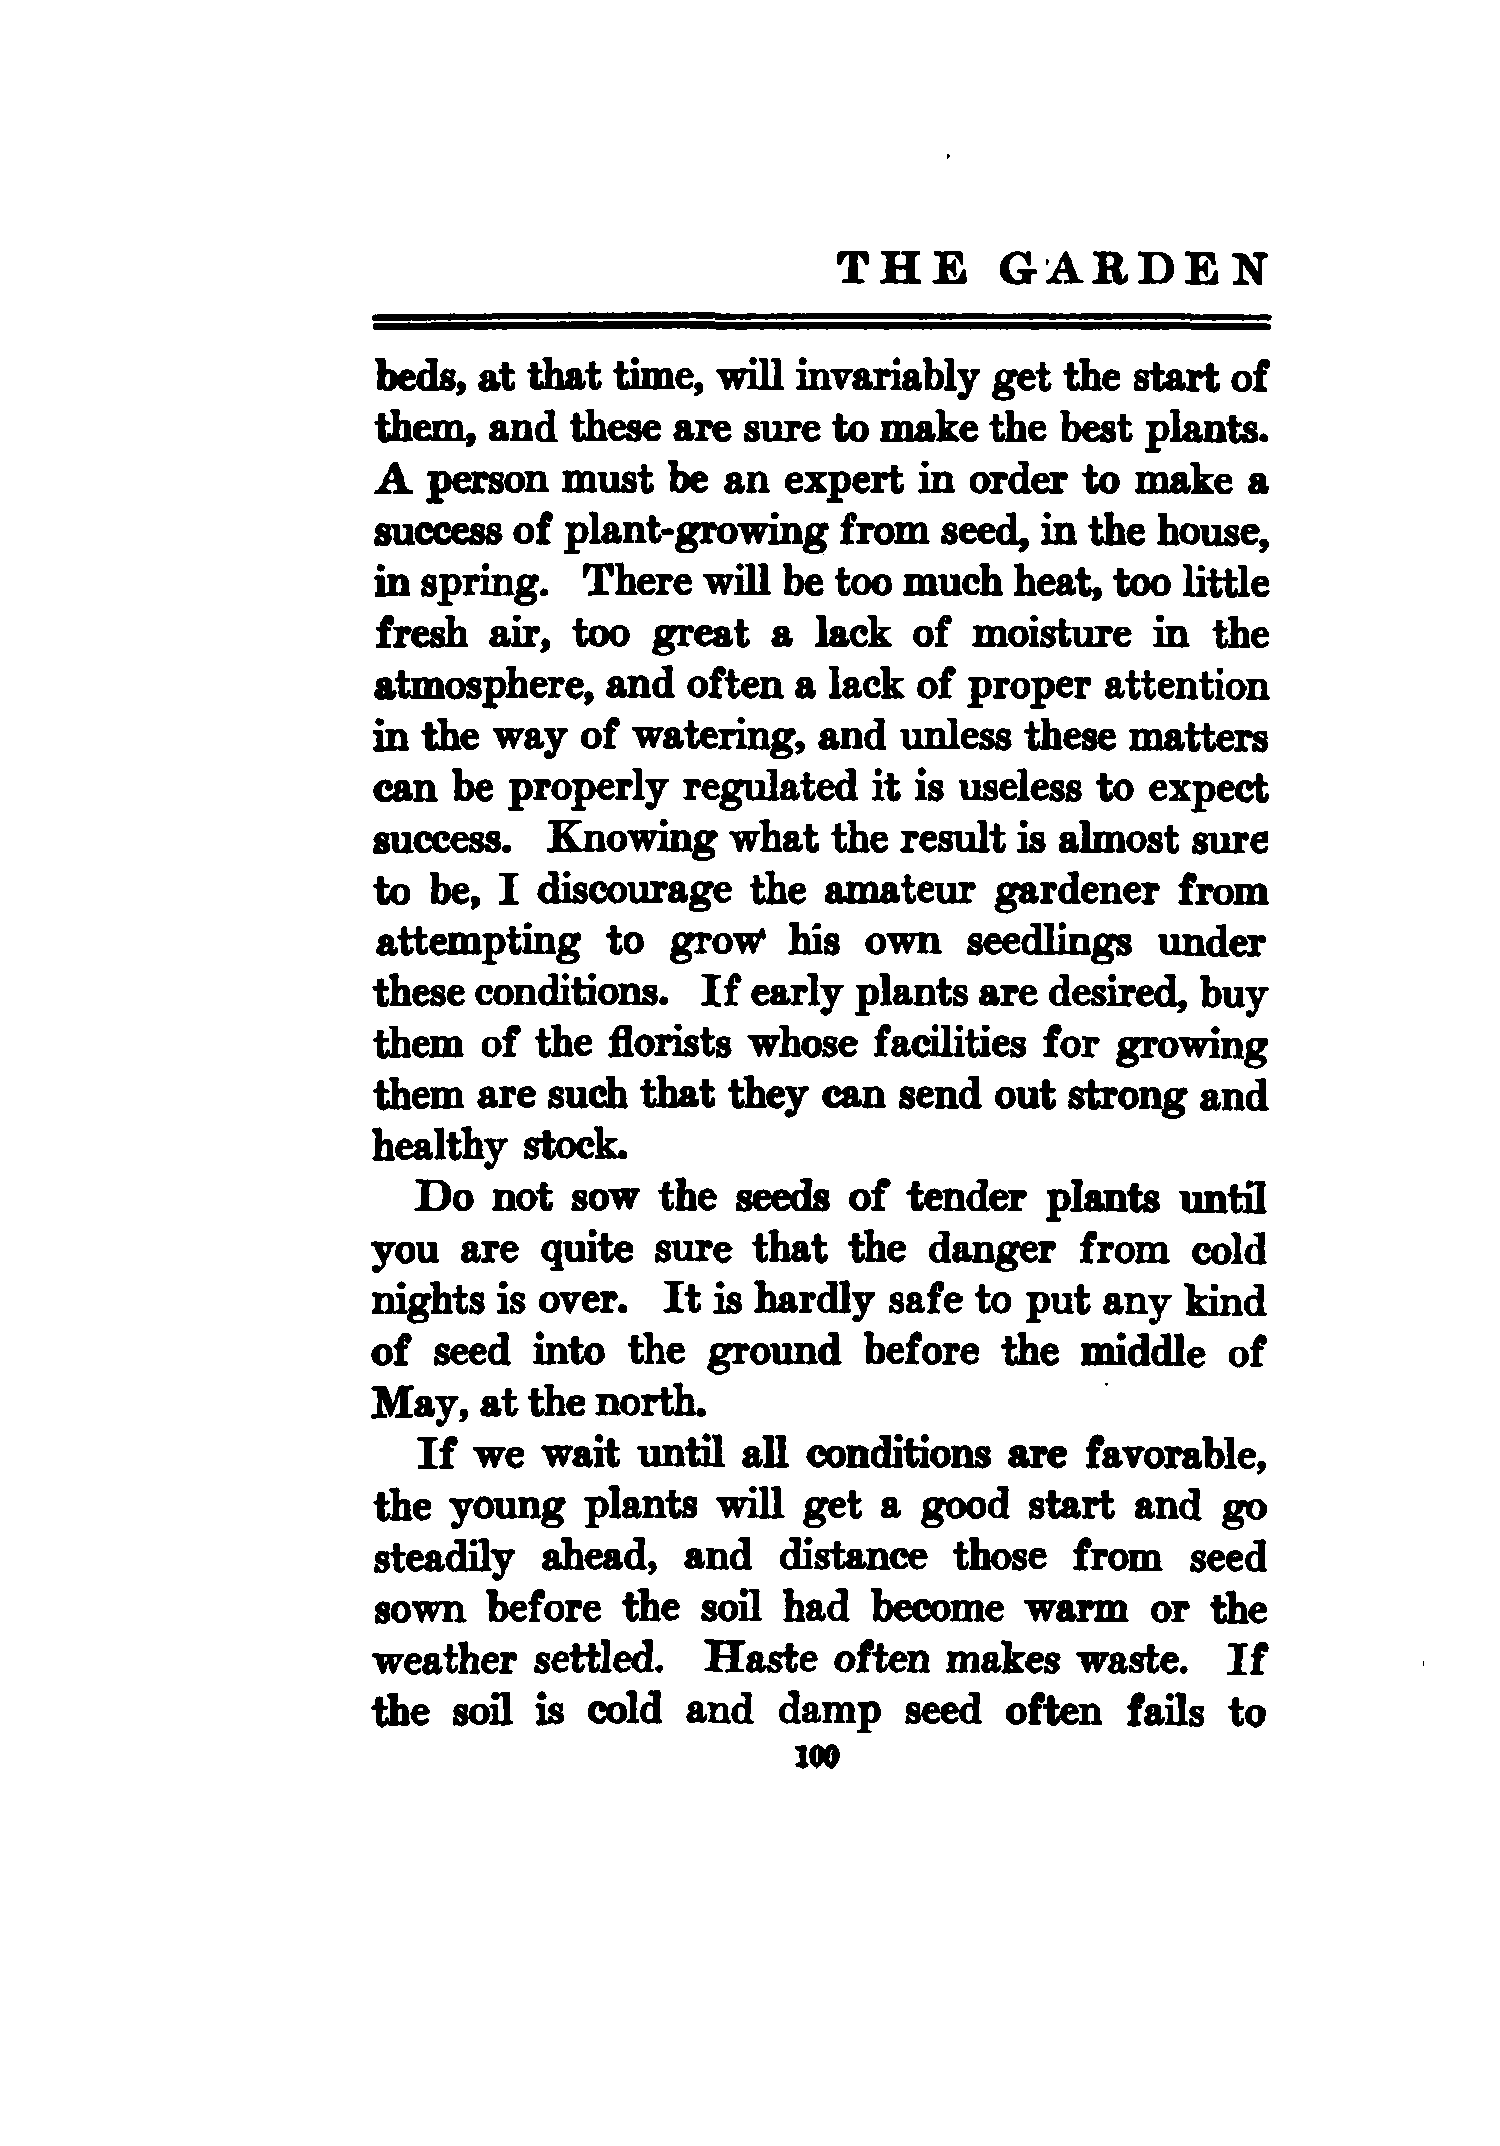 THE GARDEN
beds, at that time, will invariably get the start of
them, and these are sure to make the best plants.
A person must be an expert in order to make a
success of plant-growing from seed, in the house,
in spring. There will be too much heat, too little
fresh air, too great a lack of moisture in the
atmosphere, and often a lack of proper attention
in the way of watering, and unless these matters
can be properly regulated it is useless to expect
success. Knowing what the result is almost sure
to be, I discourage the amateur gardener from
attempting to grow his own seedlings under
these conditions. If early plants are desired, buy
them of the florists whose facilities for growing
them are such that they can send out strong and
healthy stock.
Do not sow the seeds of tender plants until
you are quite sure that the danger from cold
nights is over. It is hardly safe to put any kind
of seed into the ground before the middle of
May, at the north.
If we wait until all conditions are favorable,
the young plants will get a good start and go
steadily ahead, and distance those from seed
sown before the soil had become warm or the
weather settled. Haste often makes waste. If
the soil is cold and damp seed often fails to
100